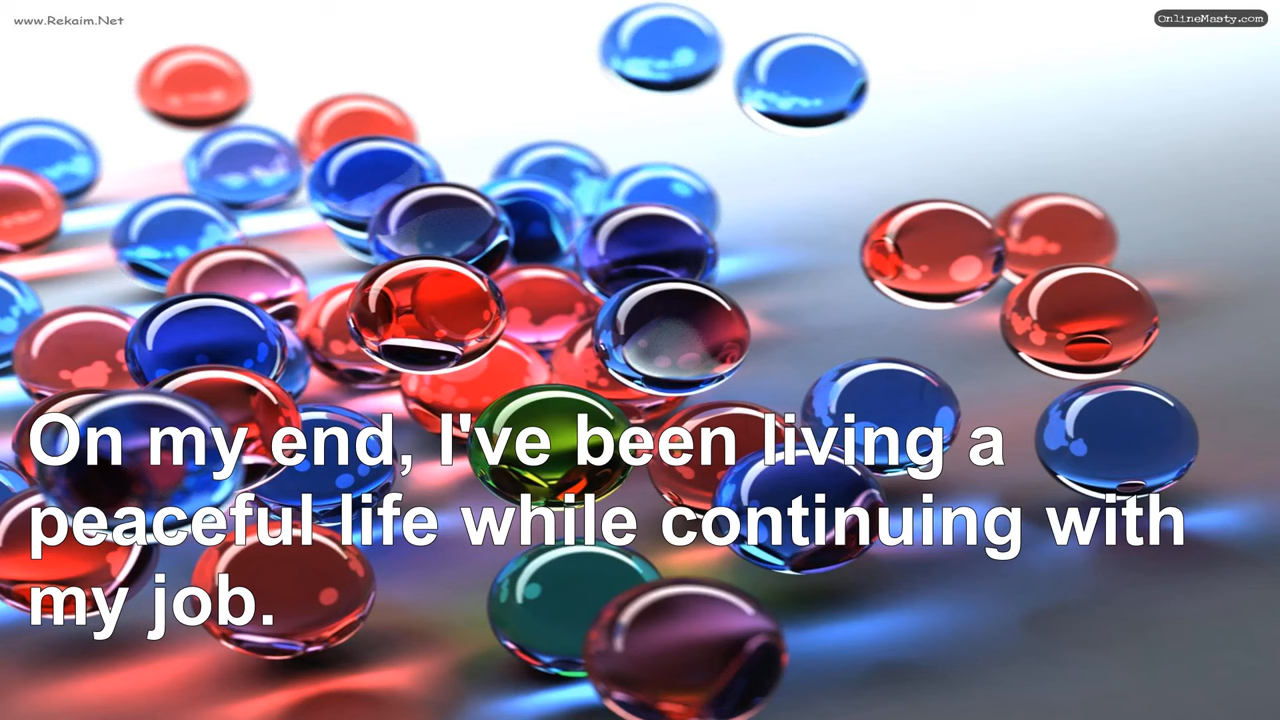 www.Rekaim.Net
OnlineMasty.com
On my end, I've been living a
peaceful life while continuing with
my job.